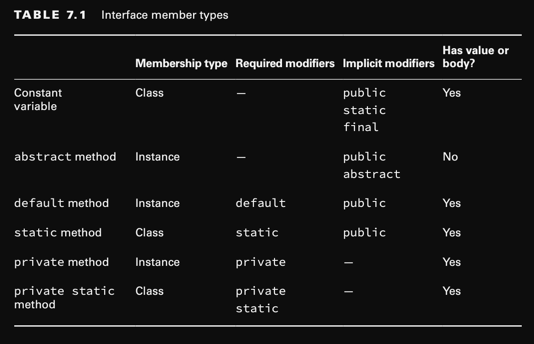 TABLE 7.1 Interface member types
Membership type Required modifiers Implicit modifiers Has value or body?
Constant variable Class — public static final Yes
abstract method Instance — public abstract No
default method Instance default public Yes
static method Class static public Yes
private method Instance private — Yes
private static method Class private static — Yes